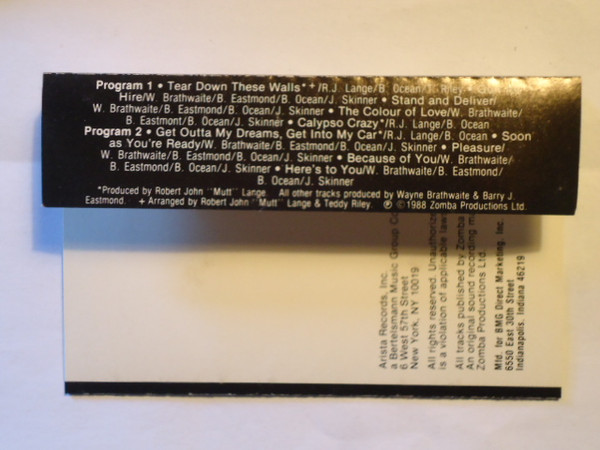 Program 1 • Tear Down These Walls*+/R.J. Lange/B. Ocean/J. Riley •
Hire/W. Brathwaite/B. Eastmond/B. Ocean/J. Skinner • Stand and Deliver/
W. Brathwaite/B. Eastmond/B. Ocean/J. Skinner • The Colour of Love/W. Brathwaite/
B. Eastmont/B. Ocean/J. Skinner • Calypso Crazy*/R.J. Lange/B. Ocean
Program 2 • Get Outta My Dreams, Get Into My Car*/R.J. Lange/B. Ocean • Soon
as You're Ready/W. Brathwaite/B. Eastmond/B. Ocean/J. Skinner • Pleasure/
W. Brathwaite/B. Eastmond/B. Ocean/J. Skinner • Because of You/W. Brathwaite/
B. Eastmond/B. Ocean/J. Skinner • Here's to You/W. Brathwaite/B. Eastmond/
B. Ocean/J. Skinner
*Produced by Robert John "Mutt" Lange. All other tracks produced by Wayne Brathwaite & Barry J.
Eastmond. + Arranged by Robert John "Mutt" Lange & Teddy Riley. ℗ ©1988 Zomba Productions Ltd.
Arista Records, Inc.
a Bertelsmann Music Group
6 West 57th Street
New York, NY 10019
All rights reserved. Unauthorized
is a violation of applicable
All tracks published by Zomba
An original sound recording
Zomba Productions Ltd.
Mfd. for BMG Direct Marketing, Inc.
6550 East 30th Street
Indianapolis, Indiana 46219